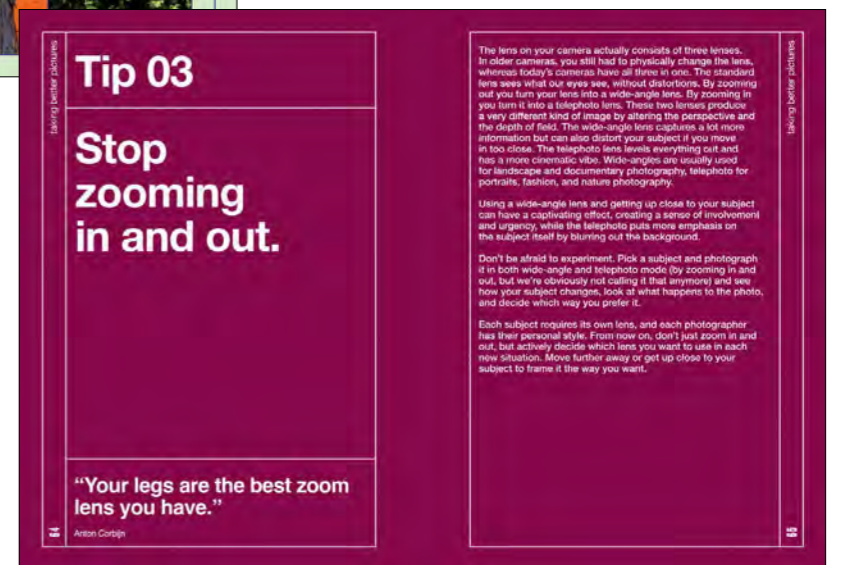 taking better pictures
Tip 03
Stop
zooming
in and out.
“Your legs are the best zoom
lens you have.”
Anton Corbijn
64
The lens on your camera actually consists of three lenses.
In older cameras, you still had to physically change the lens,
whereas today's cameras have all three in one. The standard
lens sees what our eyes see, without distortions. By zooming
out you turn your lens into a wide-angle lens. By zooming in
you turn it into a telephoto lens. These two lenses produce
a very different kind of image by altering the perspective and
the depth of field. The wide-angle lens captures a lot more
information but can also distort your subject if you move
in too close. The telephoto lens levels everything out and
has a more cinematic vibe. Wide-angles are usually used
for landscape and documentary photography, telephoto for
portraits, fashion, and nature photography.
Using a wide-angle lens and getting up close to your subject
can have a captivating effect, creating a sense of involvement
and urgency, while the telephoto puts more emphasis on
the subject itself by blurring out the background.
Don't be afraid to experiment. Pick a subject and photograph
it in both wide-angle and telephoto mode (by zooming in and
out, but we're obviously not calling it that anymore) and see
how your subject changes, look at what happens to the photo,
and decide which way you prefer it.
Each subject requires its own lens, and each photographer
has their personal style. From now on, don't just zoom in and
out, but actively decide which lens you want to use in each
new situation. Move further away or get up close to your
subject to frame it the way you want.
taking better pictures
65